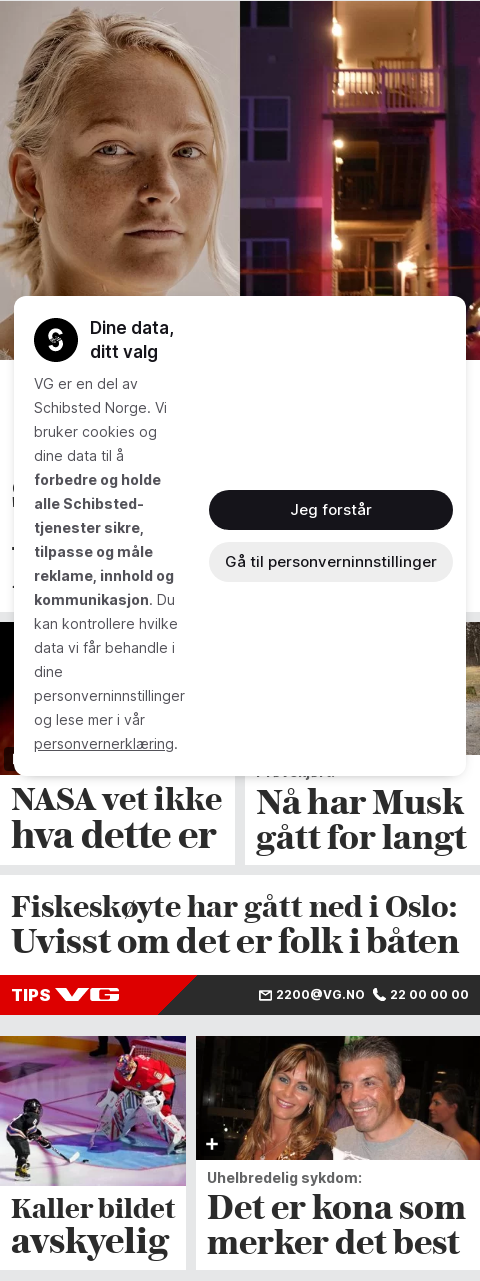 Dine data,
ditt valg
VG er en del av
Schibsted Norge. Vi
bruker cookies og
dine data til å
forbedre og holde
alle Schibsted-
tjenester sikre,
tilpasse og måle
reklame, innhold og
kommunikasjon. Du
kan kontrollere hvilke
data vi får behandle i
dine
personverninnstillinger
og lese mer i vår
personvernerklæring.
Jeg forstår
Gå til personverninnstillinger
NASA vet ikke
hva dette er
Nå har Musk
gått for langt
Fiskeskøyte har gått ned i Oslo:
Uvisst om det er folk i båten
TIPS VG
2200@VG.NO 22 00 00 00
Kaller bildet
avskyelig
Uhelbredelig sykdom:
Det er kona som
merker det best